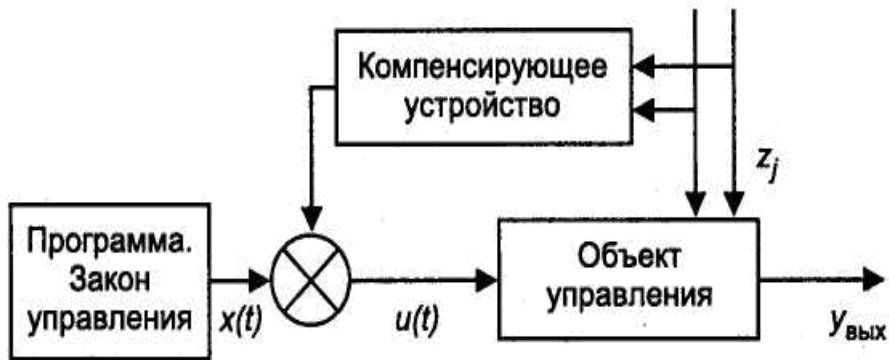 Компенсирующее
устройство
z_j
Программа.
Закон
управления
x(t)
u(t)
Объект
управления
y_вых